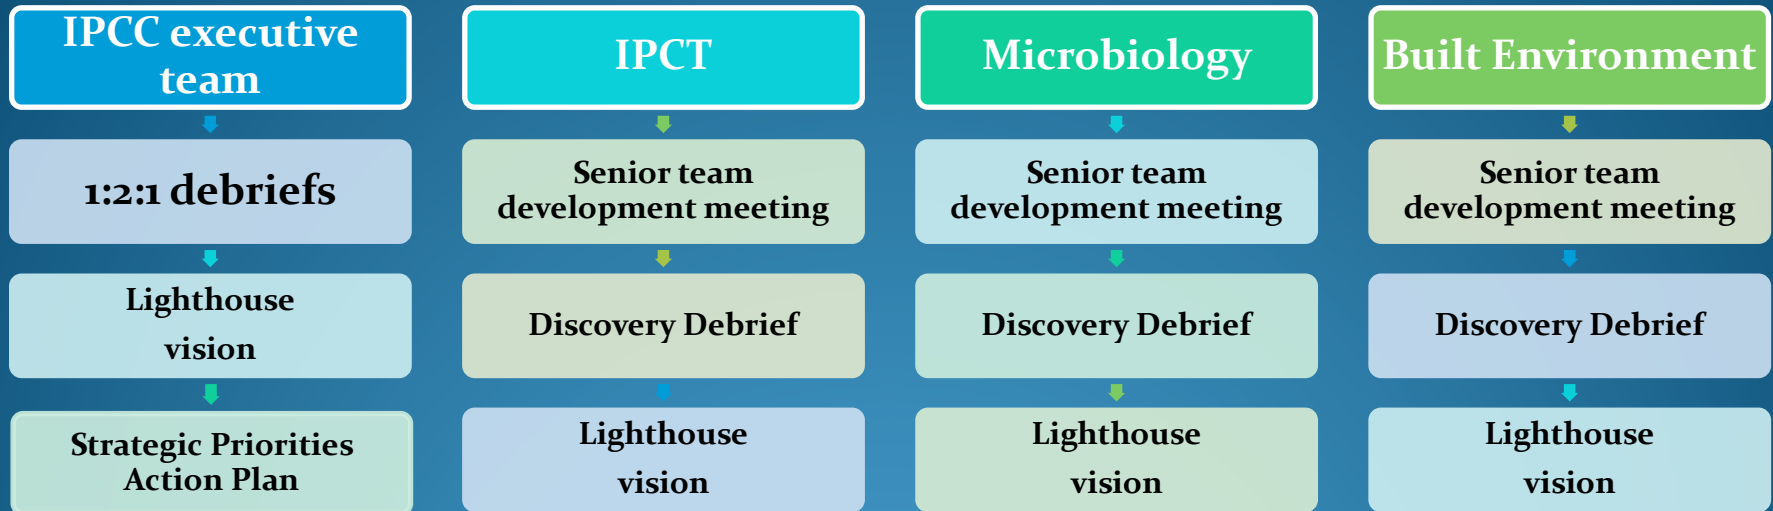 IPCC executive
team
1:2:1 debriefs
Lighthouse
vision
Strategic Priorities
Action Plan
IPCT
Senior team
development meeting
Discovery Debrief
Lighthouse
vision
Microbiology
Senior team
development meeting
Discovery Debrief
Lighthouse
vision
Built Environment
Senior team
development meeting
Discovery Debrief
Lighthouse
vision